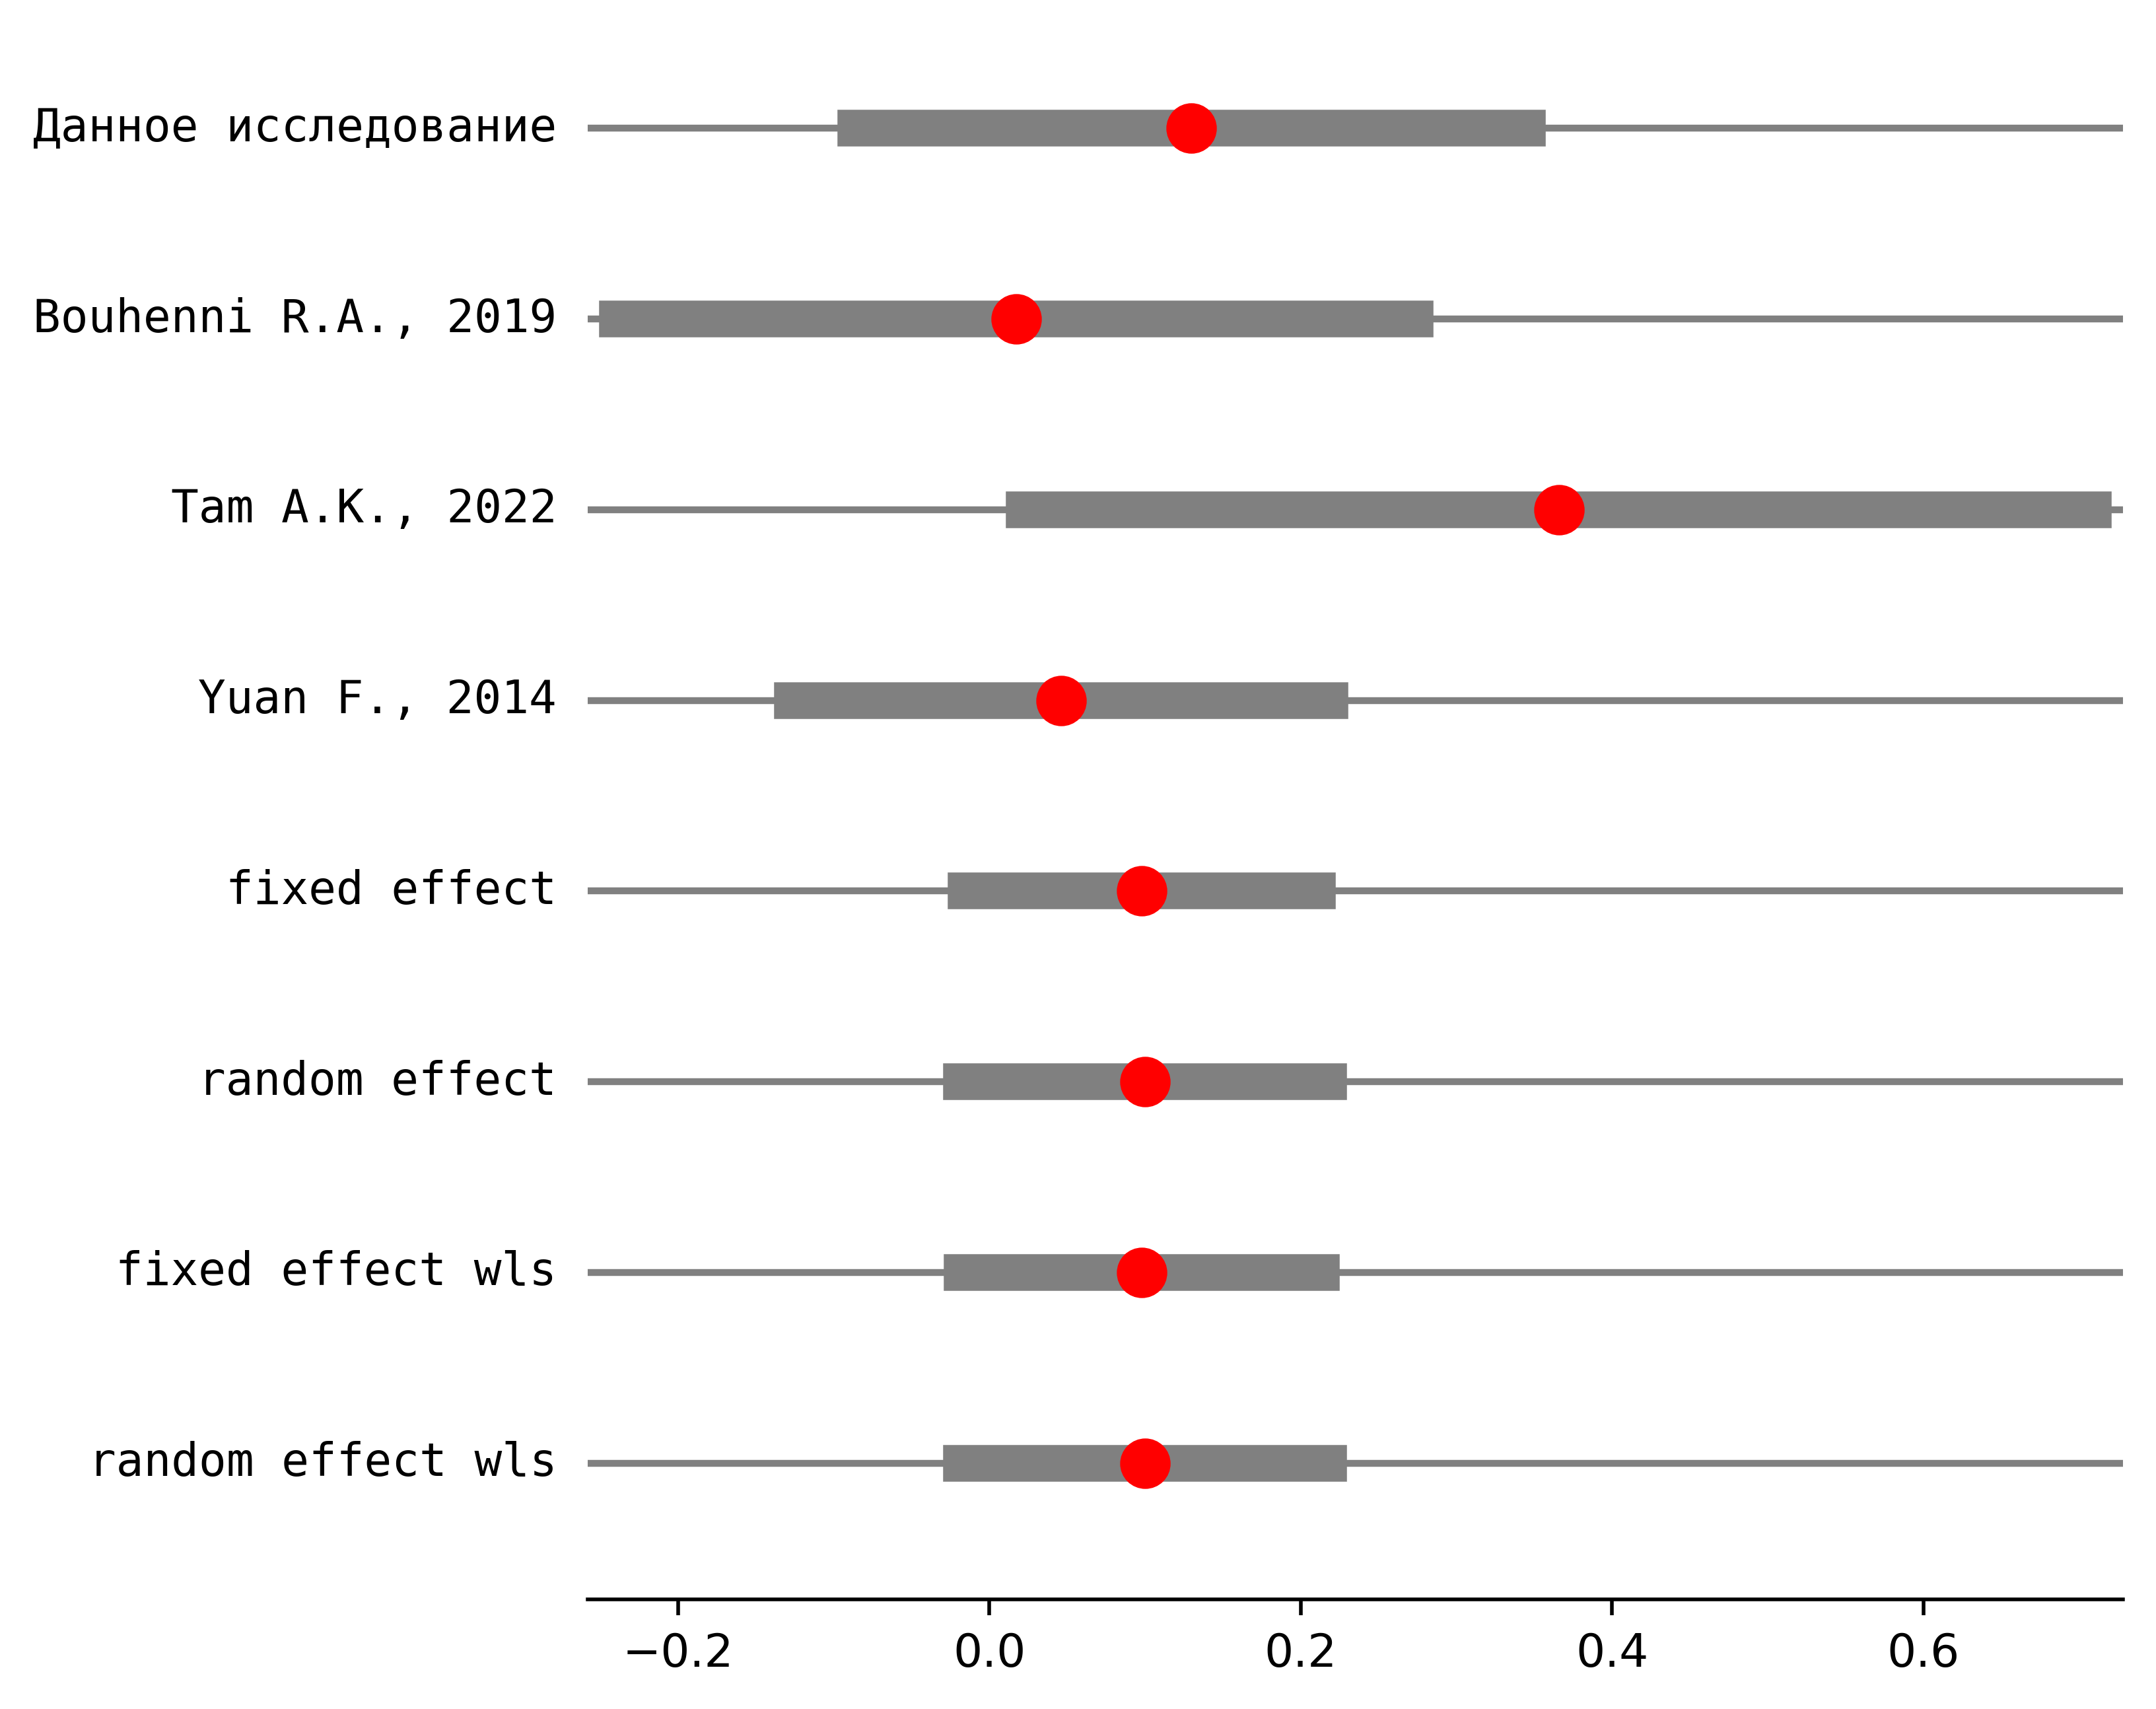 Данное исследование
Bouhenni R.A., 2019
Tam A.K., 2022
Yuan F., 2014
fixed effect
random effect
fixed effect wls
random effect wls
−0.2 0.0 0.2 0.4 0.6